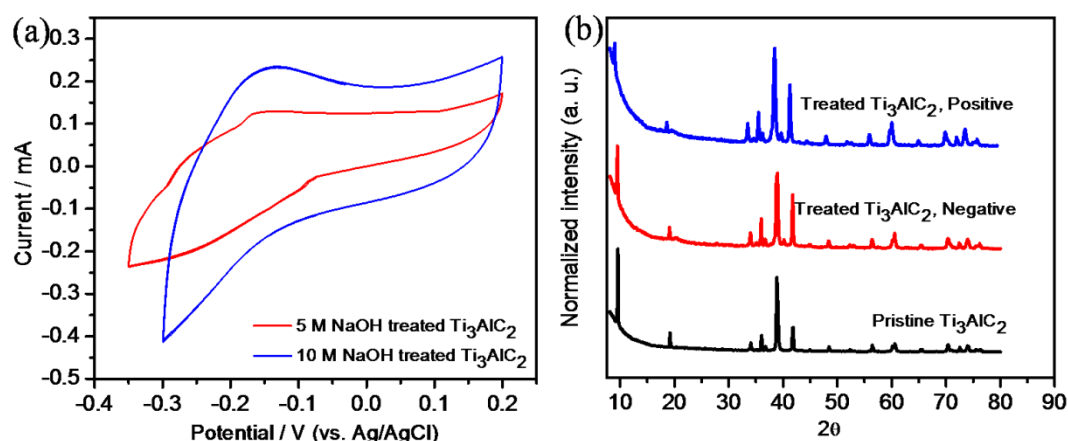 (a)
0.3
0.2
0.1
0.0
-0.1
-0.2
-0.3
-0.4
-0.5
Current / mA
5 M NaOH treated Ti₃AlC₂
10 M NaOH treated Ti₃AlC₂
-0.4 -0.3 -0.2 -0.1 0.0 0.1 0.2
Potential / V (vs. Ag/AgCl)
(b)
Normalized intensity (a. u.)
Treated Ti₃AlC₂, Positive
Treated Ti₃AlC₂, Negative
Pristine Ti₃AlC₂
10 20 30 40 50 60 70 80 90
2θ